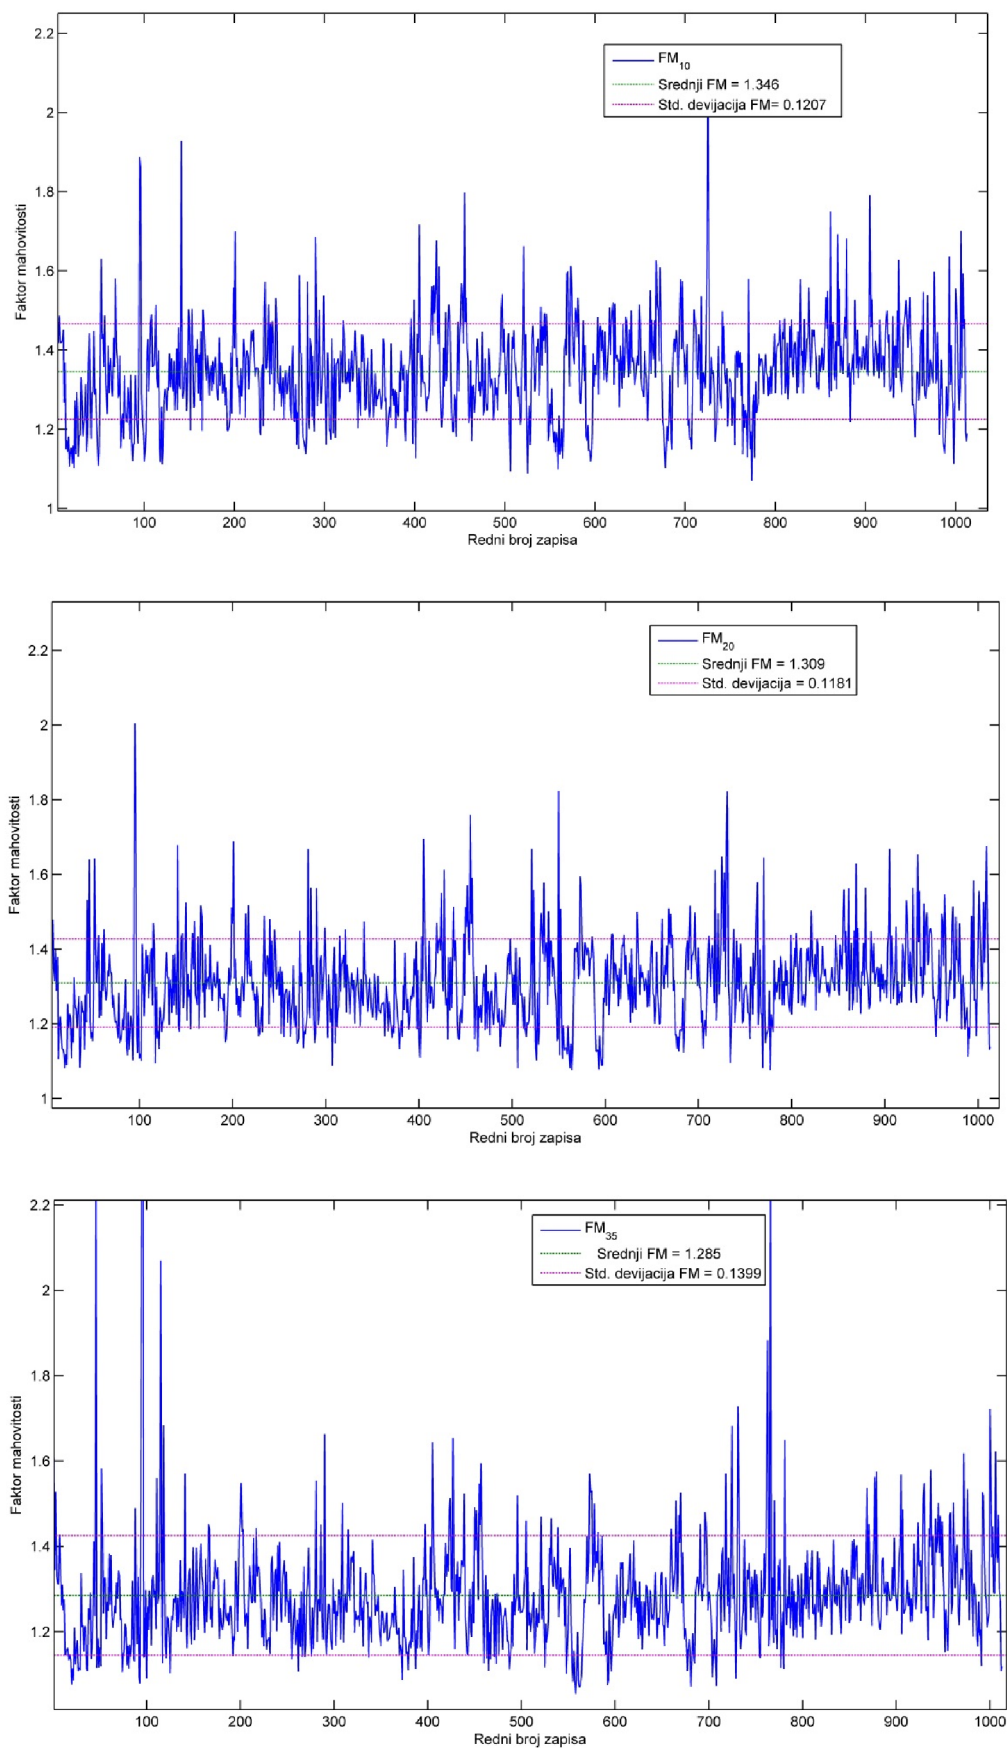 2.2
2
1.8
1.6
1.4
1.2
1
Faktor mahovitosti
FM10
Srednji FM = 1.346
Std. devijacija FM= 0.1207
100 200 300 400 500 600 700 800 900 1000
Redni broj zapisa
2.2
2
1.8
1.6
1.4
1.2
1
Faktor mahovitosti
FM20
Srednji FM = 1.309
Std. devijacija = 0.1181
100 200 300 400 500 600 700 800 900 1000
Redni broj zapisa
2.2
2
1.8
1.6
1.4
1.2
Faktor mahovitosti
FM35
Srednji FM = 1.285
Std. devijacija FM = 0.1399
100 200 300 400 500 600 700 800 900 1000
Redni broj zapisa